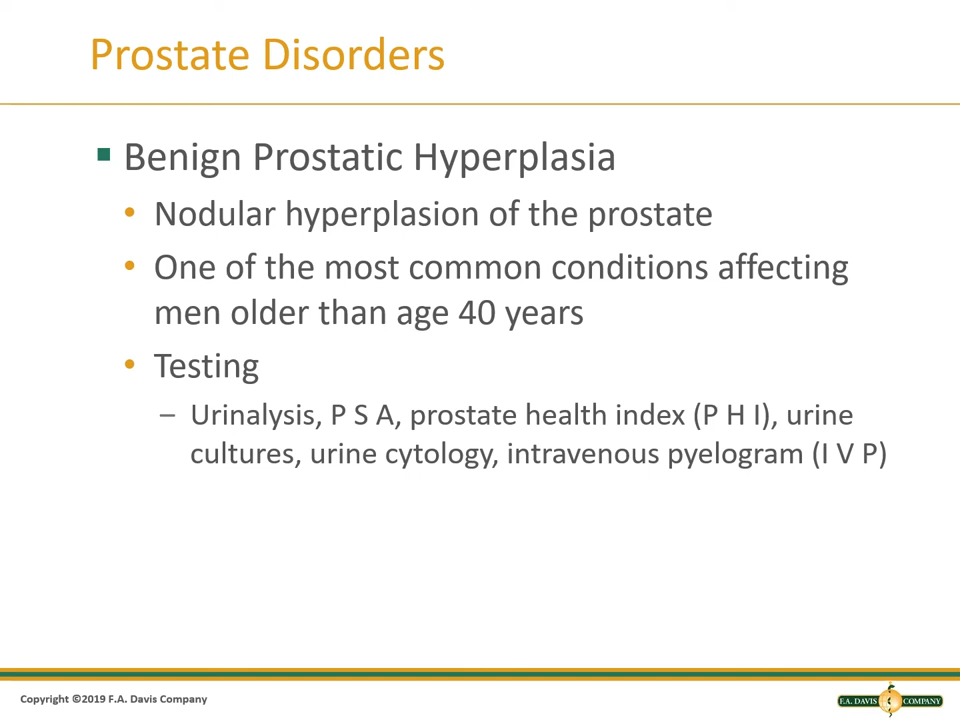 Prostate Disorders
Benign Prostatic Hyperplasia
Nodular hyperplasion of the prostate
One of the most common conditions affecting
men older than age 40 years
Testing
– Urinalysis, P S A, prostate health index (P H I), urine
cultures, urine cytology, intravenous pyelogram (I V P)
Copyright ©2019 F.A. Davis Company
F.A. DAVIS COMPANY